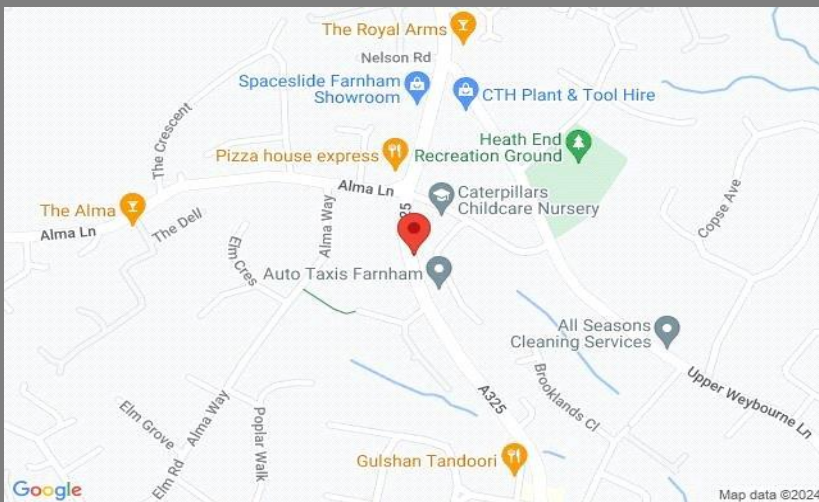 The Royal Arms
Nelson Rd
Spaceslide Farnham
Showroom
CTH Plant & Tool Hire
The Crescent
Heath End
Recreation Ground
Pizza house express
Alma Ln
Caterpillars
Childcare Nursery
Copse Ave
The Alma
Alma Ln
The Dell
Alma Way
Elm Cres
Auto Taxis Farnham
All Seasons
Cleaning Services
A325
Brooklands Cl
Upper Weybourne Ln
Elm Grove
Alma Way
Poplar Walk
Elm Rd
Gulshan Tandoori
Google
Map data ©2024